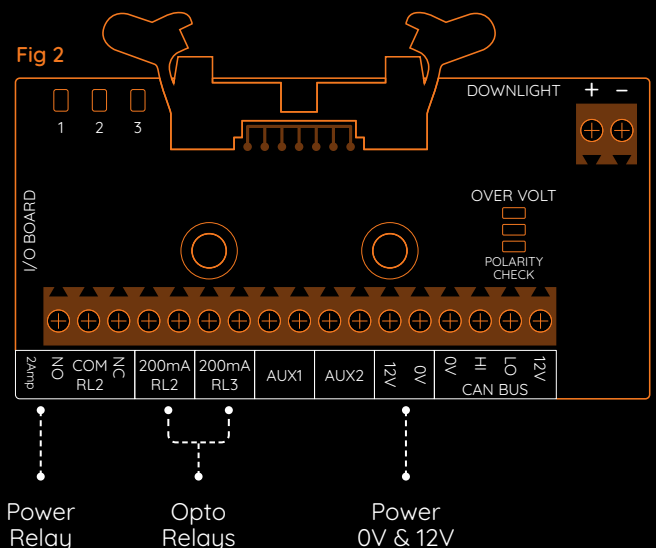 Fig 2
DOWNLIGHT + −
1 2 3
I/O BOARD
OVER VOLT
POLARITY
CHECK
2Amp
NO
COM
RL2
NC
200mA
RL2
200mA
RL3
AUX1
AUX2
12V
0V
0V
HI
LO
12V
CAN BUS
Power
Relay
Opto
Relays
Power
0V & 12V